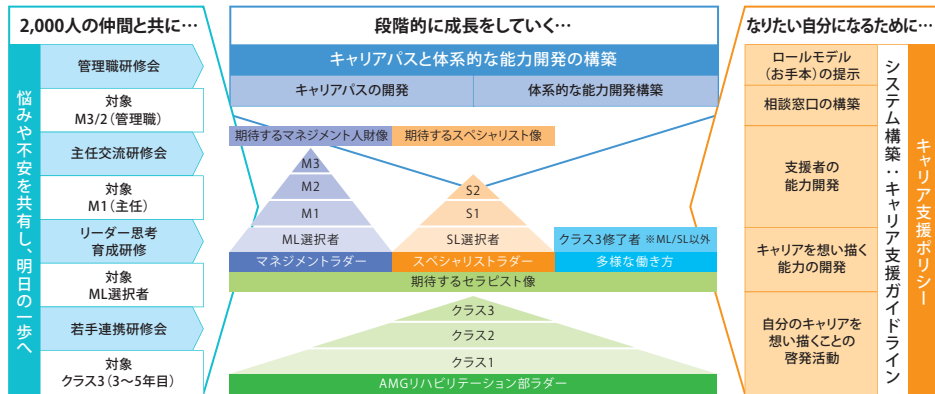 2,000人の仲間と共に…
悩みや不安を共有し、明日の一歩へ
管理職研修会
対象
M3/2（管理職）
主任交流研修会
対象
M1（主任）
リーダー思考
育成研修
対象
ML選択者
若手連携研修会
対象
クラス3（3〜5年目）
段階的に成長をしていく…
キャリアパスと体系的な能力開発の構築
キャリアパスの開発
体系的な能力開発構築
期待するマネジメント人財像
期待するスペシャリスト像
M3
M2
M1
ML選択者
S2
S1
SL選択者
クラス3修了者 ※ML/SL以外
マネジメントラダー
スペシャリストラダー
多様な働き方
期待するセラピスト像
クラス3
クラス2
クラス1
AMGリハビリテーション部ラダー
なりたい自分になるために…
ロールモデル
（お手本）の提示
相談窓口の構築
支援者の
能力開発
キャリアを想い描く
能力の開発
自分のキャリアを
想い描くことの
啓発活動
システム構築：キャリア支援ガイドライン
キャリア支援ポリシー